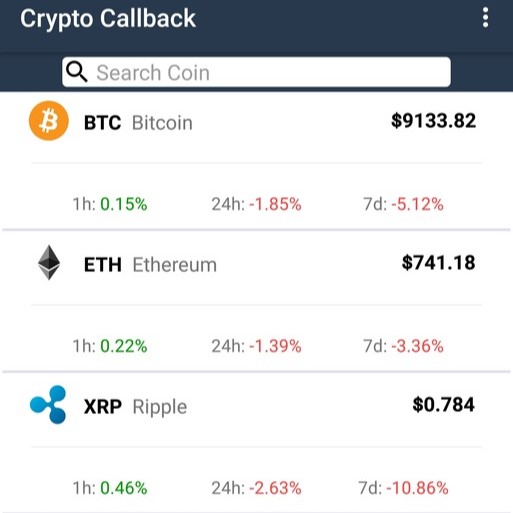 Crypto Callback
Search Coin
BTC Bitcoin $9133.82
1h: 0.15% 24h: -1.85% 7d: -5.12%
ETH Ethereum $741.18
1h: 0.22% 24h: -1.39% 7d: -3.36%
XRP Ripple $0.784
1h: 0.46% 24h: -2.63% 7d: -10.86%